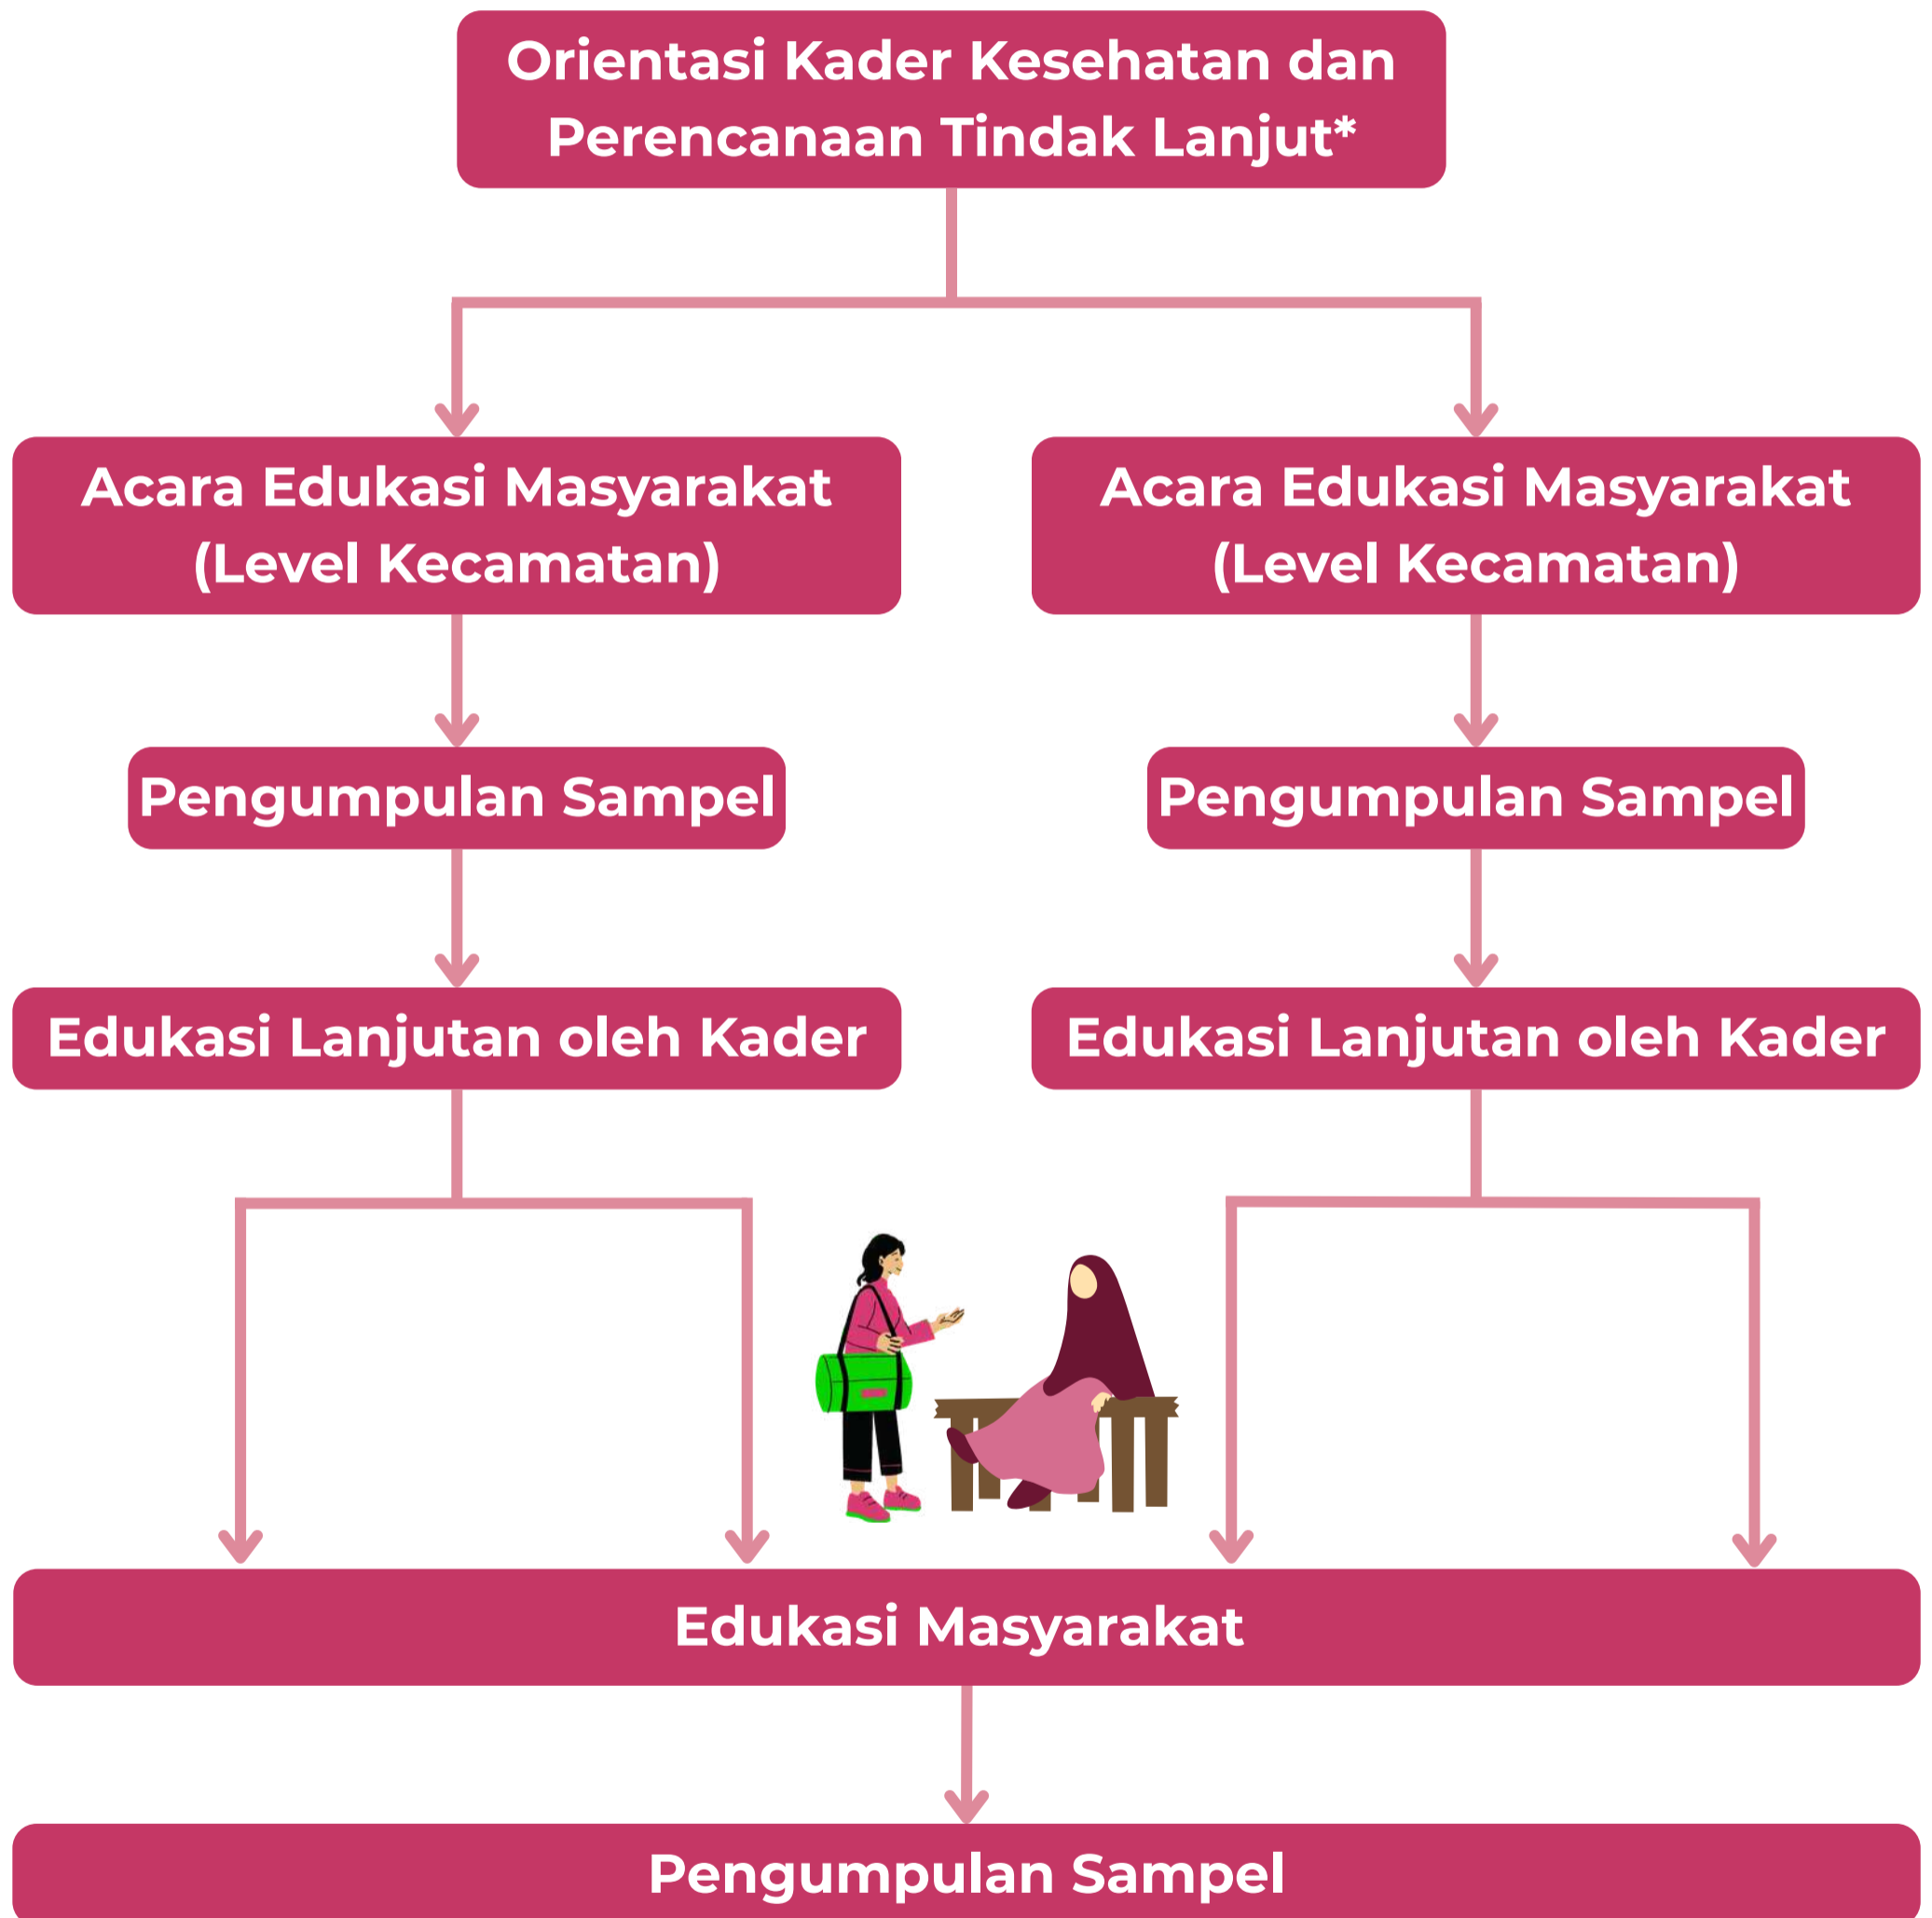 Orientasi Kader Kesehatan dan
Perencanaan Tindak Lanjut*
Acara Edukasi Masyarakat
(Level Kecamatan)
Acara Edukasi Masyarakat
(Level Kecamatan)
Pengumpulan Sampel
Pengumpulan Sampel
Edukasi Lanjutan oleh Kader
Edukasi Lanjutan oleh Kader
Edukasi Masyarakat
Pengumpulan Sampel